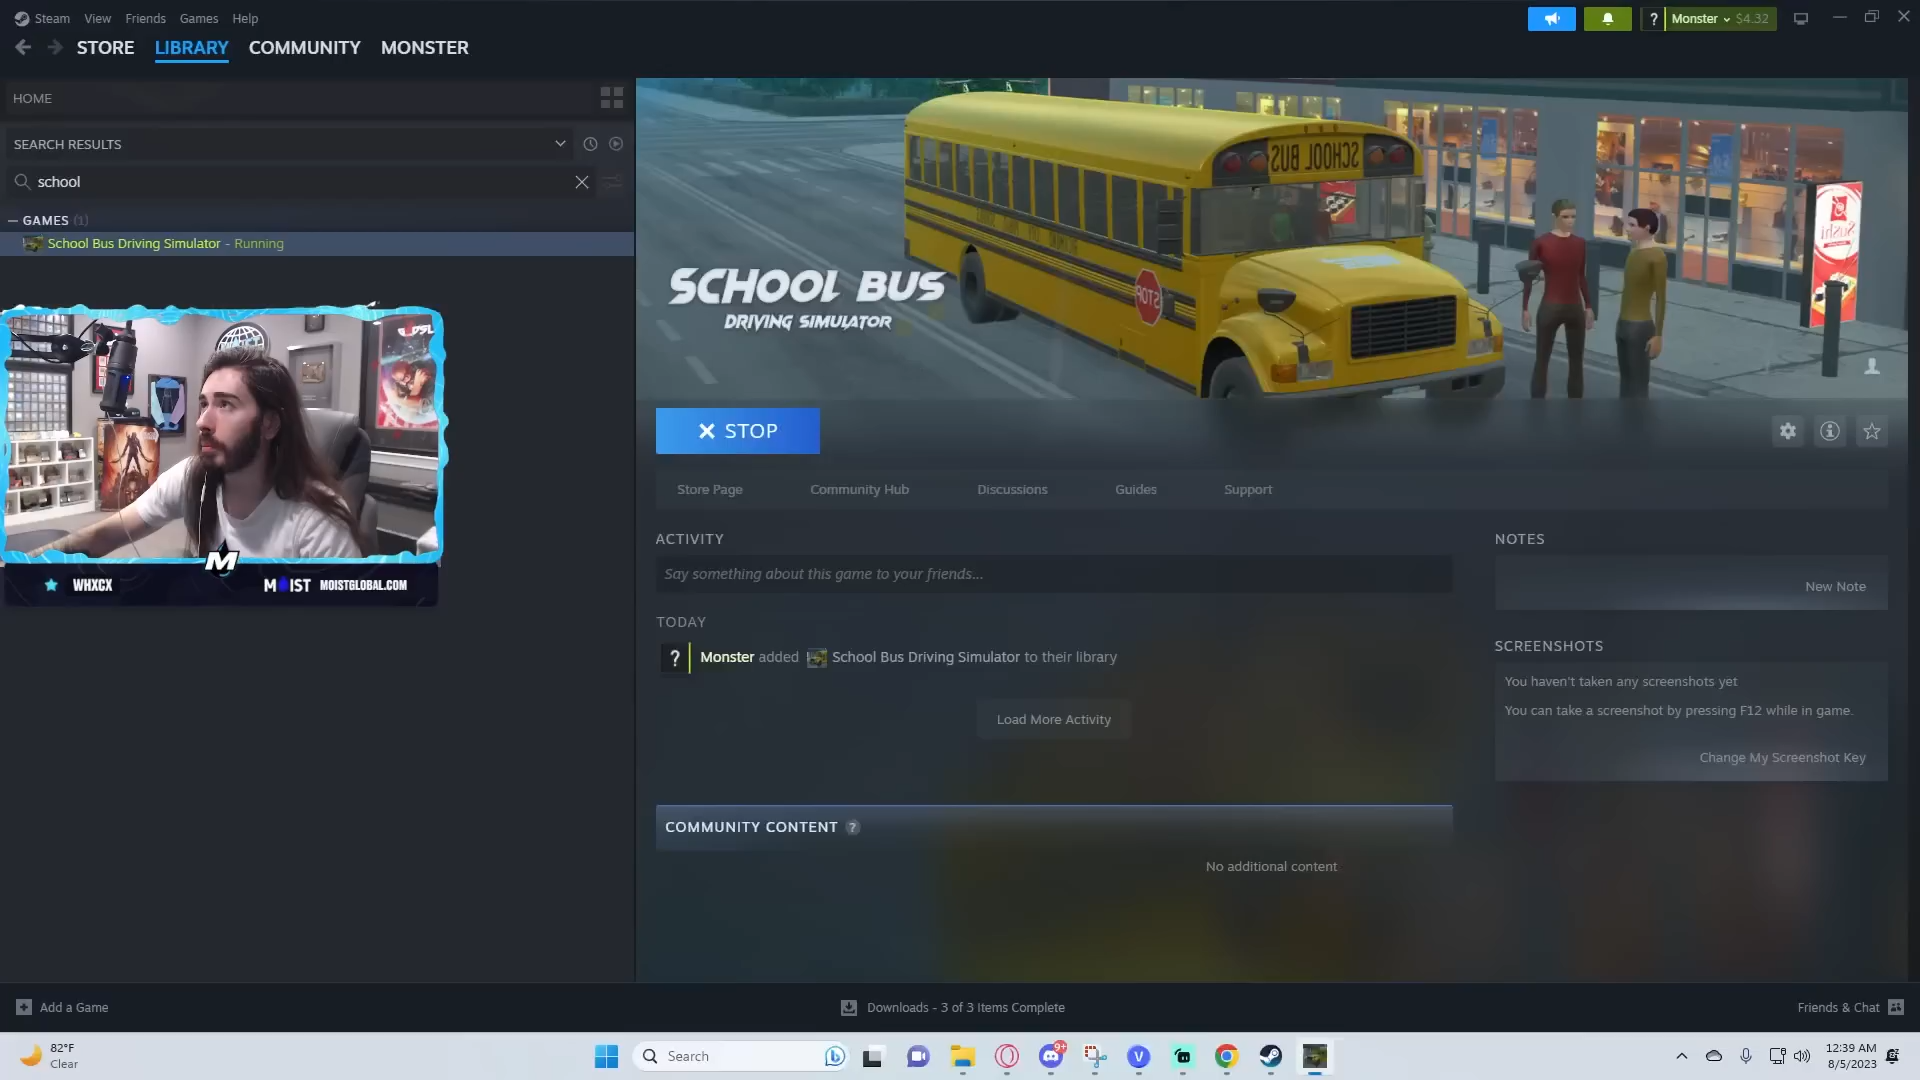 Steam View Friends Games Help
Monster $4.32
STORE LIBRARY COMMUNITY MONSTER
HOME
SEARCH RESULTS
school
GAMES (1)
School Bus Driving Simulator - Running
SCHOOL BUS
STOP
Sushi
SCHOOL BUS
DRIVING SIMULATOR
STOP
Store Page Community Hub Discussions Guides Support
ACTIVITY
Say something about this game to your friends...
TODAY
Monster added School Bus Driving Simulator to their library
Load More Activity
COMMUNITY CONTENT ?
No additional content
NOTES
New Note
SCREENSHOTS
You haven't taken any screenshots yet
You can take a screenshot by pressing F12 while in game.
Change My Screenshot Key
M
WHXCX MOIST MOISTGLOBAL.COM
Add a Game
Downloads - 3 of 3 Items Complete
Friends & Chat
82°F
Clear
Search
9+
V
12:39 AM
8/5/2023